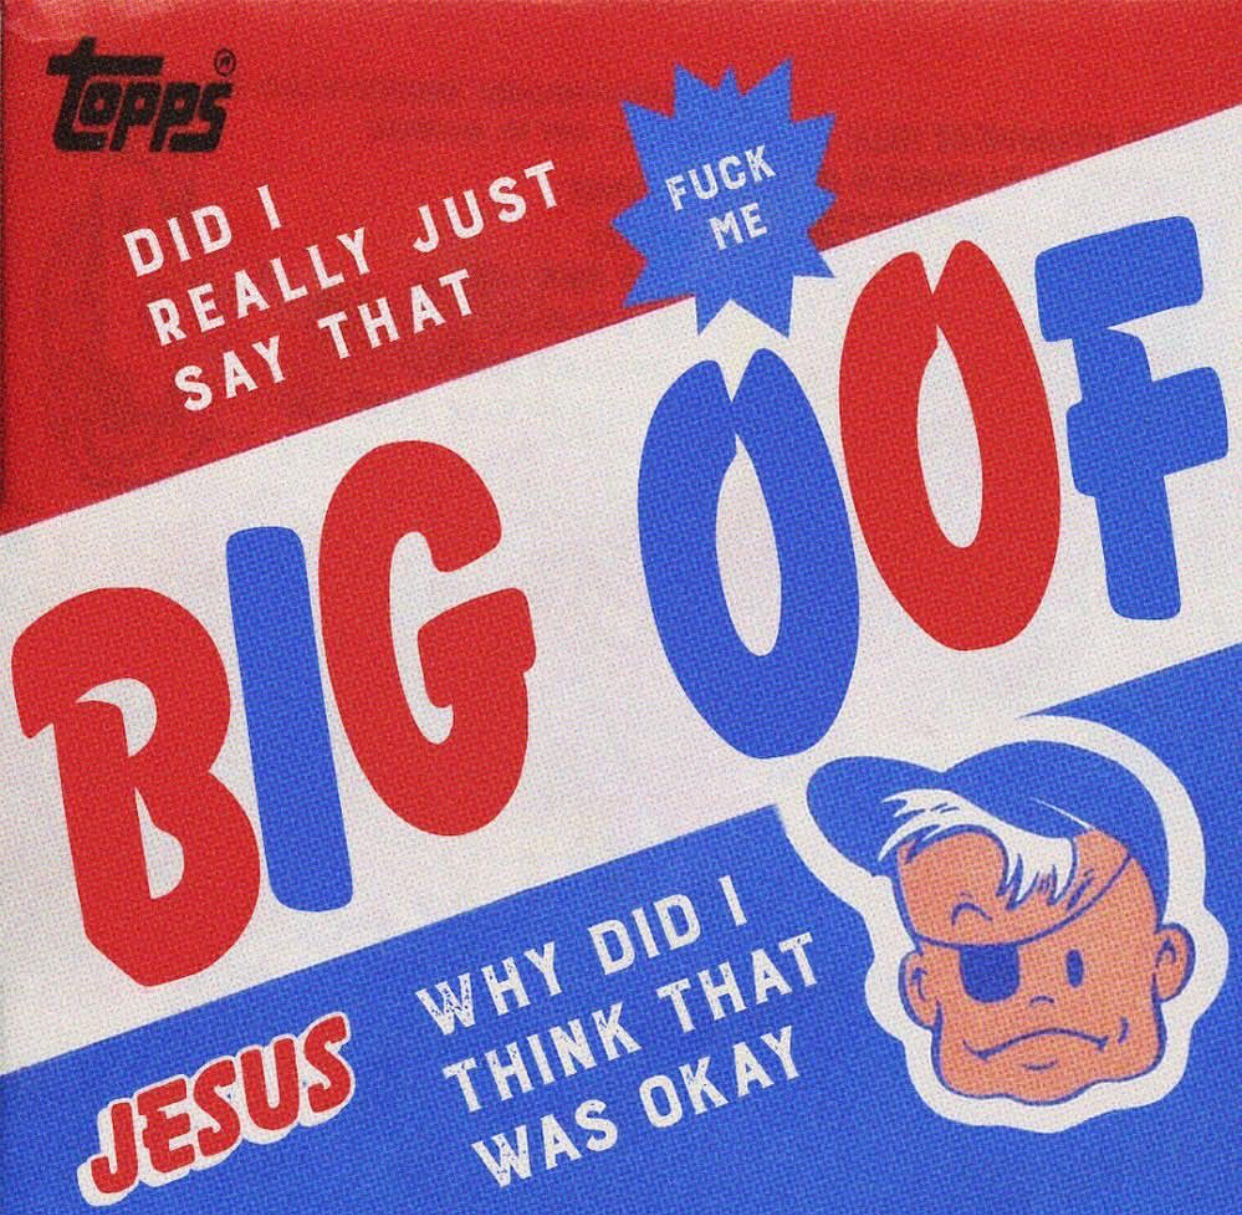 Topps®
DID I
REALLY JUST
SAY THAT
FUCK
ME
BIG OOF
JESUS
WHY DID I
THINK THAT
WAS OKAY